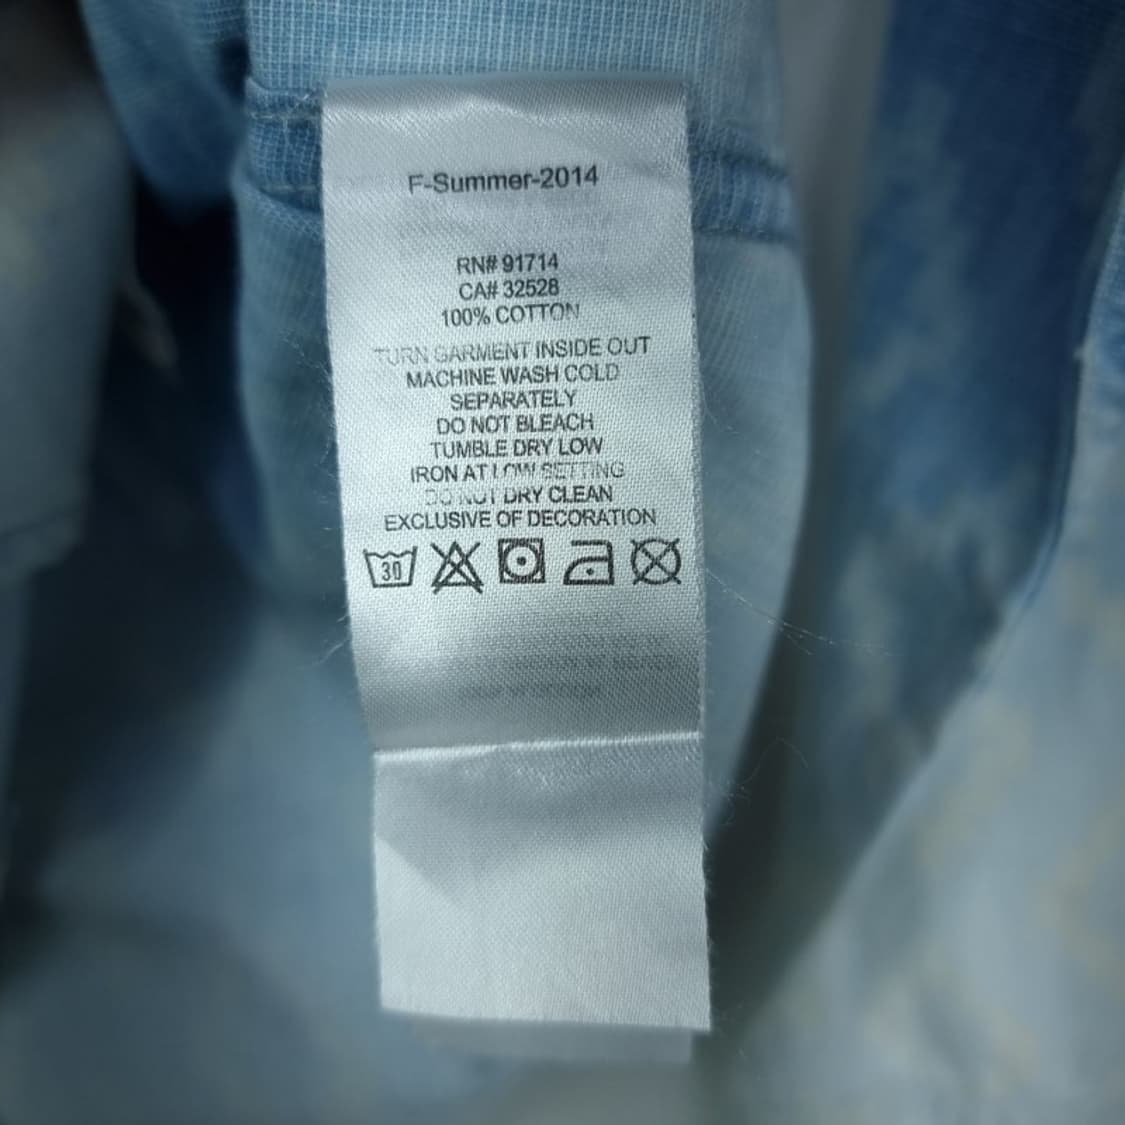 F-Summer-2014
RN# 91714
CA# 32528
100% COTTON
TURN GARMENT INSIDE OUT
MACHINE WASH COLD
SEPARATELY
DO NOT BLEACH
TUMBLE DRY LOW
IRON AT LOW SETTING
DO NOT DRY CLEAN
EXCLUSIVE OF DECORATION
30